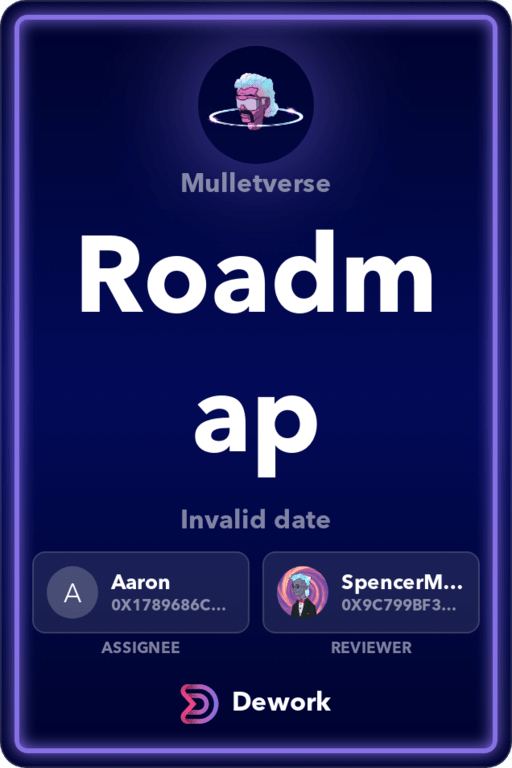 Mulletverse
Roadm
ap
Invalid date
A
Aaron
0X1789686C...
SpencerM...
0X9C799BF3...
ASSIGNEE
REVIEWER
Dework